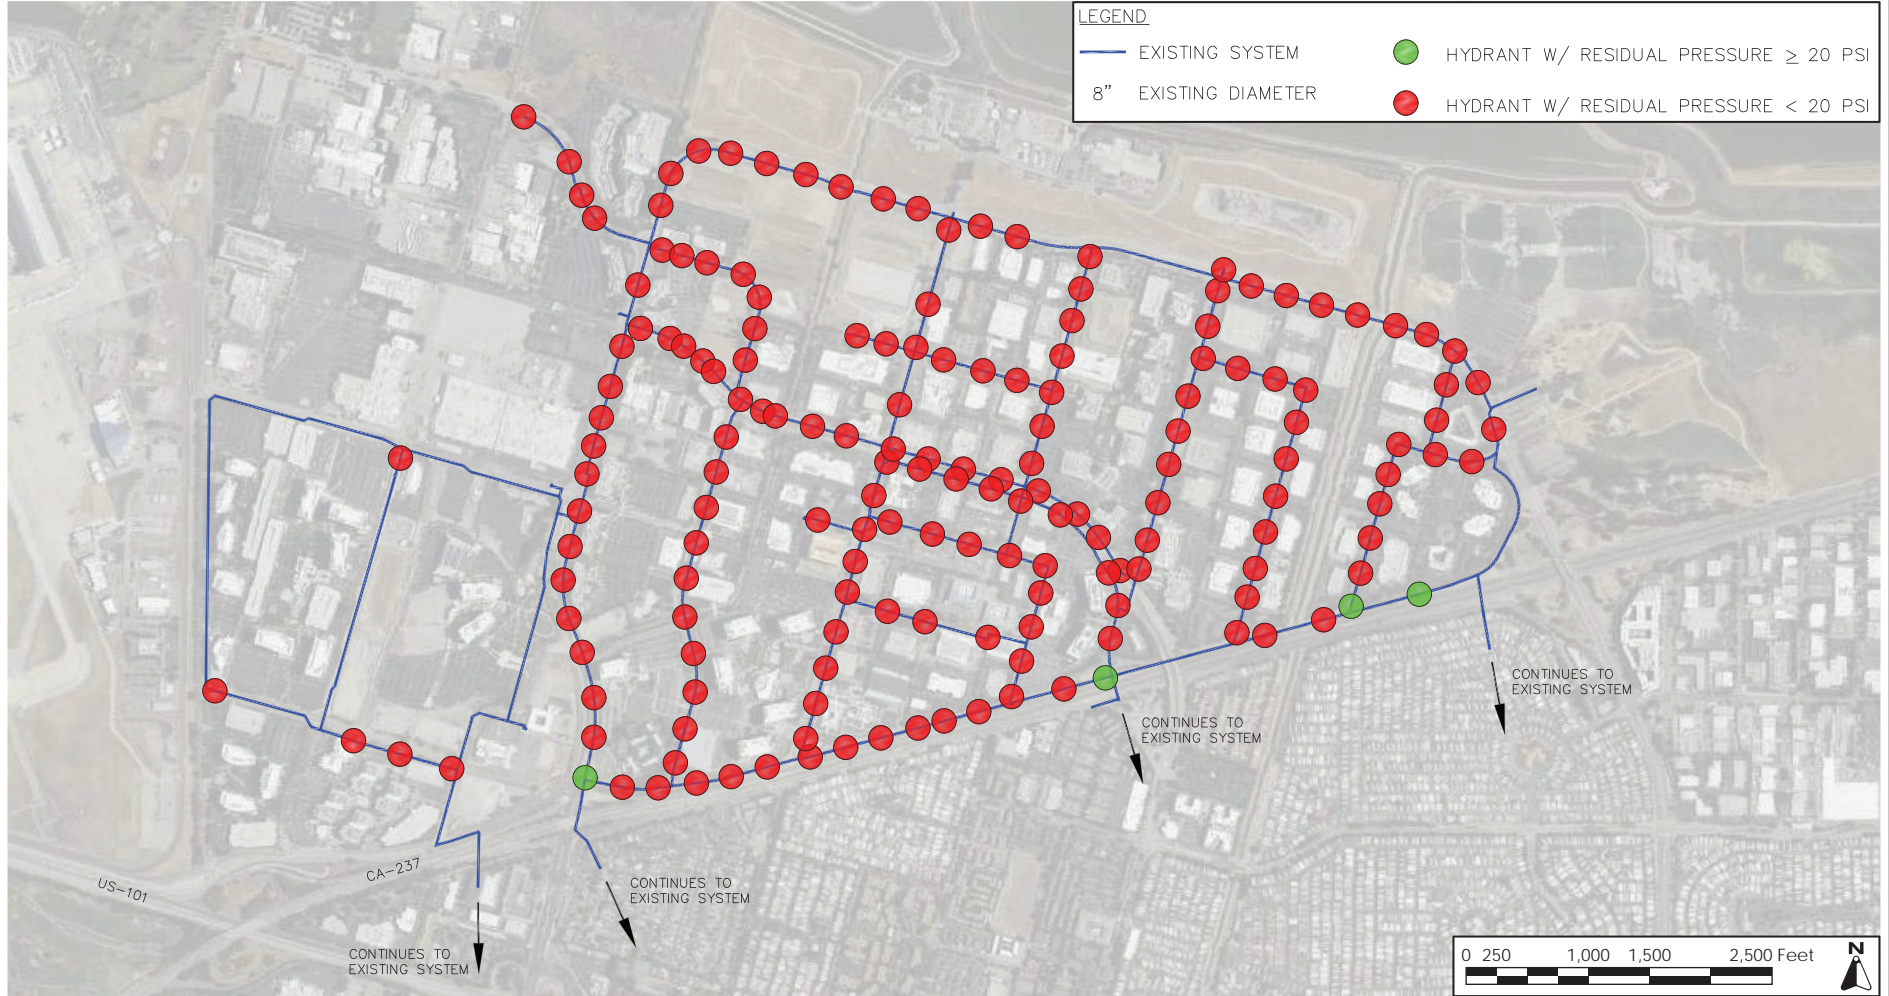 LEGEND
EXISTING SYSTEM
8” EXISTING DIAMETER
HYDRANT W/ RESIDUAL PRESSURE ≥ 20 PSI
HYDRANT W/ RESIDUAL PRESSURE < 20 PSI
CONTINUES TO
EXISTING SYSTEM
CONTINUES TO
EXISTING SYSTEM
CA-237
US-101
CONTINUES TO
EXISTING SYSTEM
CONTINUES TO
EXISTING SYSTEM
0 250 1,000 1,500 2,500 Feet
N